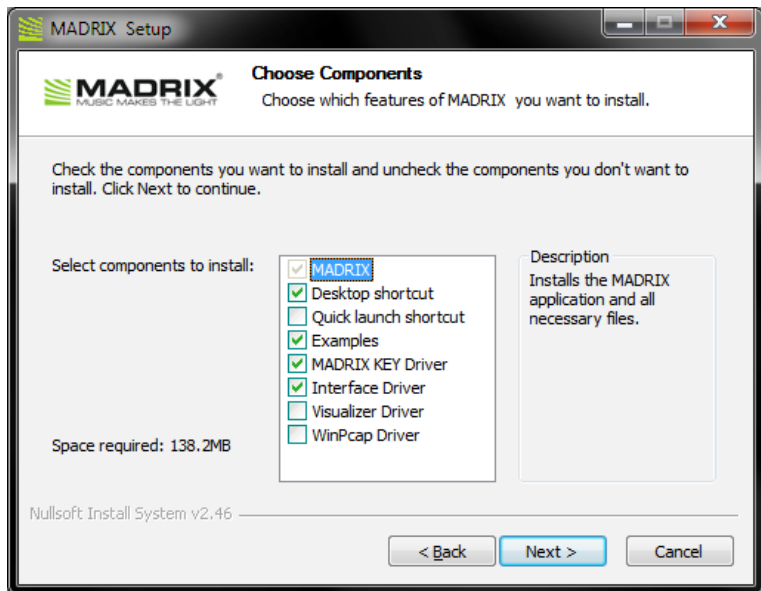 MADRIX Setup
MADRIX®
MUSIC MAKES THE LIGHT
Choose Components
Choose which features of MADRIX you want to install.
Check the components you want to install and uncheck the components you don't want to
install. Click Next to continue.
Select components to install:
MADRIX
Desktop shortcut
Quick launch shortcut
Examples
MADRIX KEY Driver
Interface Driver
Visualizer Driver
WinPcap Driver
Description
Installs the MADRIX
application and all
necessary files.
Space required: 138.2MB
Nullsoft Install System v2.46
< Back
Next >
Cancel